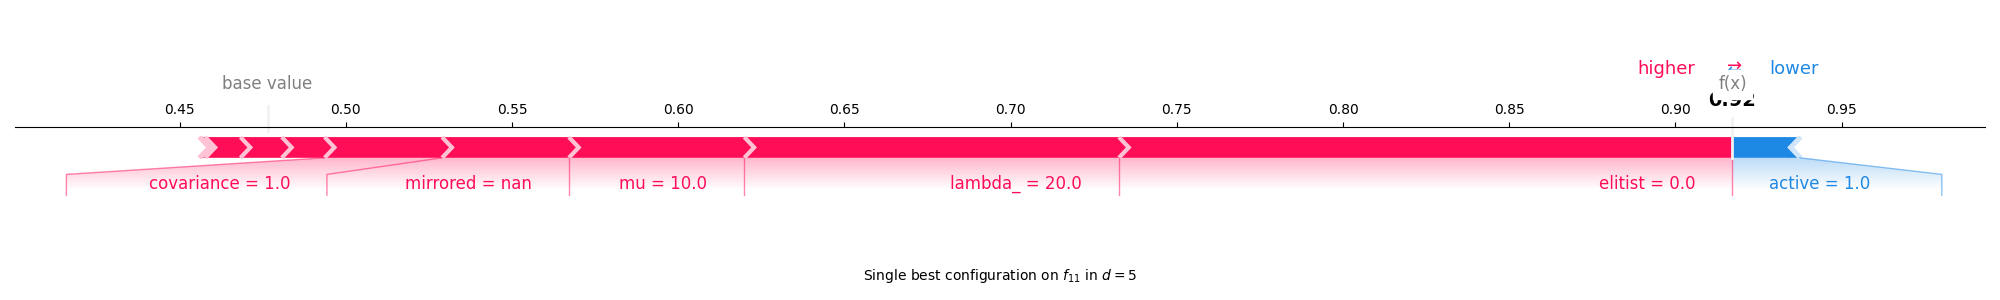 higher ⇄ lower
base value f(x)
0.45 0.50 0.55 0.60 0.65 0.70 0.75 0.80 0.85 0.90 0.92 0.95
covariance = 1.0 mirrored = nan mu = 10.0 lambda_ = 20.0 elitist = 0.0 active = 1.0
Single best configuration on f₁₁ in d = 5